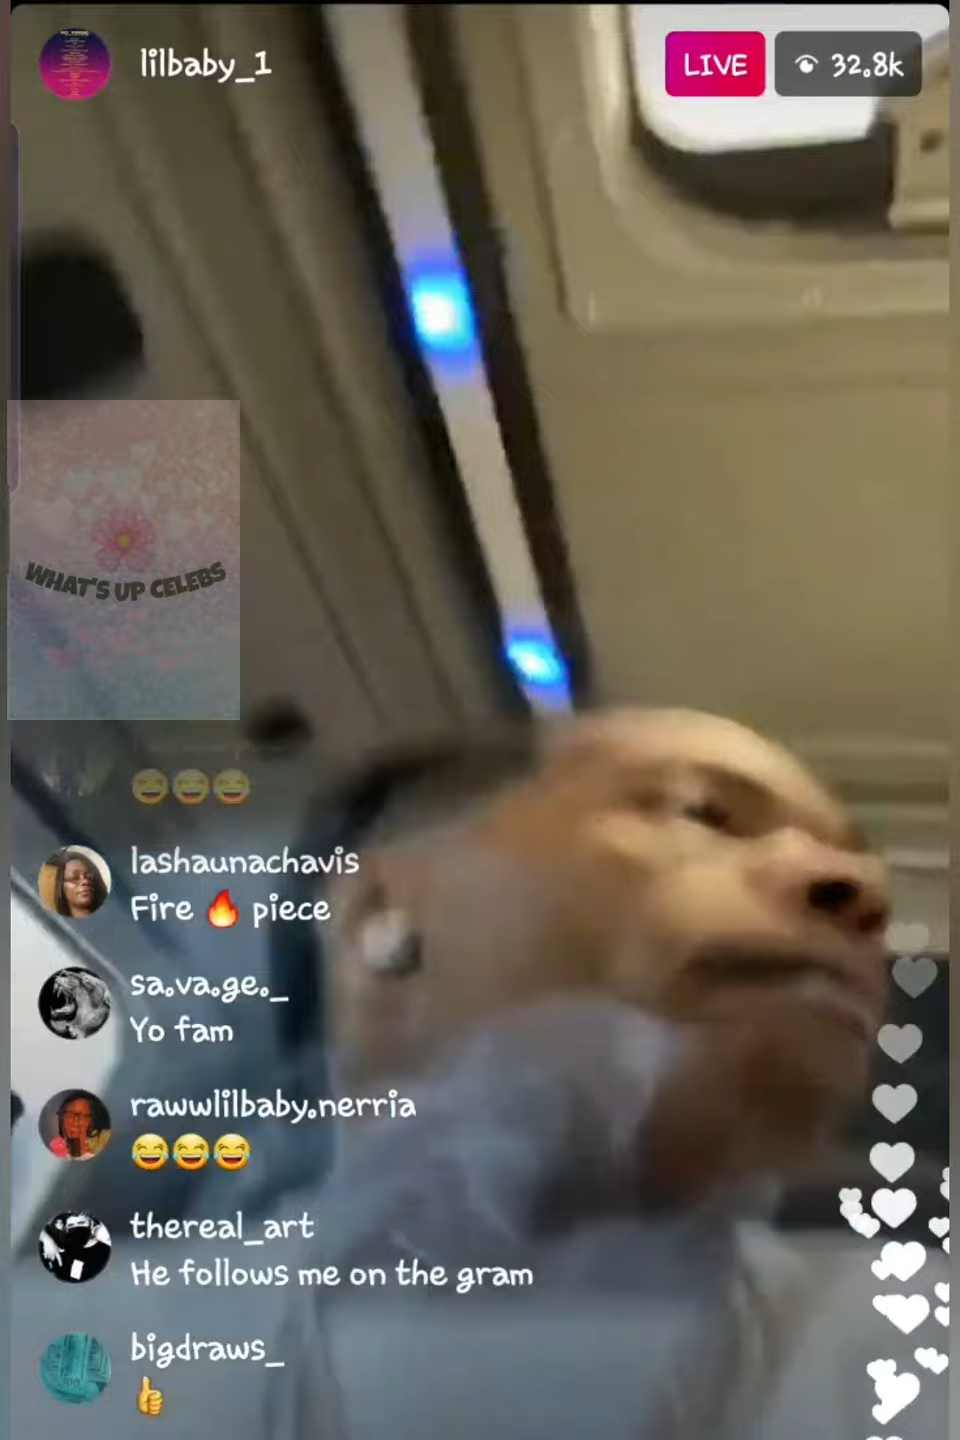 lilbaby_1
LIVE
32.8k
WHAT'S UP CELEBS
😂😂😂
lashaunachavis
Fire 🔥 piece
sa.va.ge._
Yo fam
rawwlilbaby.nerria
😂😂😂
thereal_art
He follows me on the gram
bigdraws_
👍